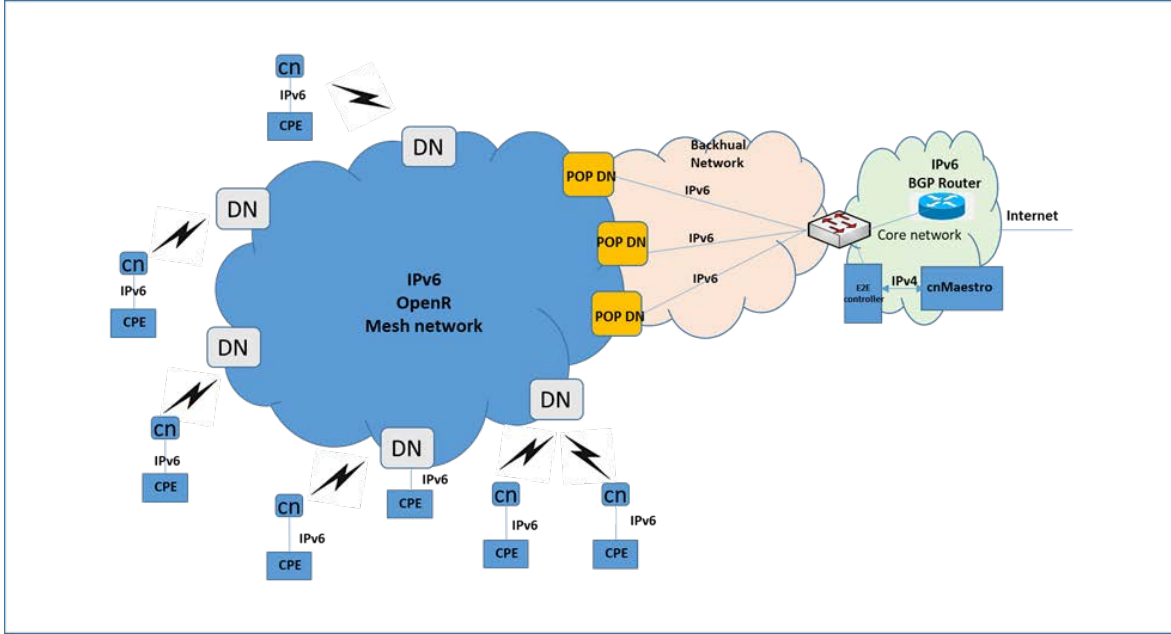 cn
IPv6
CPE
DN
DN
cn
IPv6
CPE
DN
cn
IPv6
CPE
IPv6
OpenR
Mesh network
DN
IPv6
CPE
cn
IPv6
CPE
DN
cn
IPv6
CPE
cn
IPv6
CPE
POP DN
POP DN
POP DN
Backhual
Network
IPv6
IPv6
IPv6
IPv6
BGP Router
Core network
Internet
E2E
controller
IPv4
cnMaestro